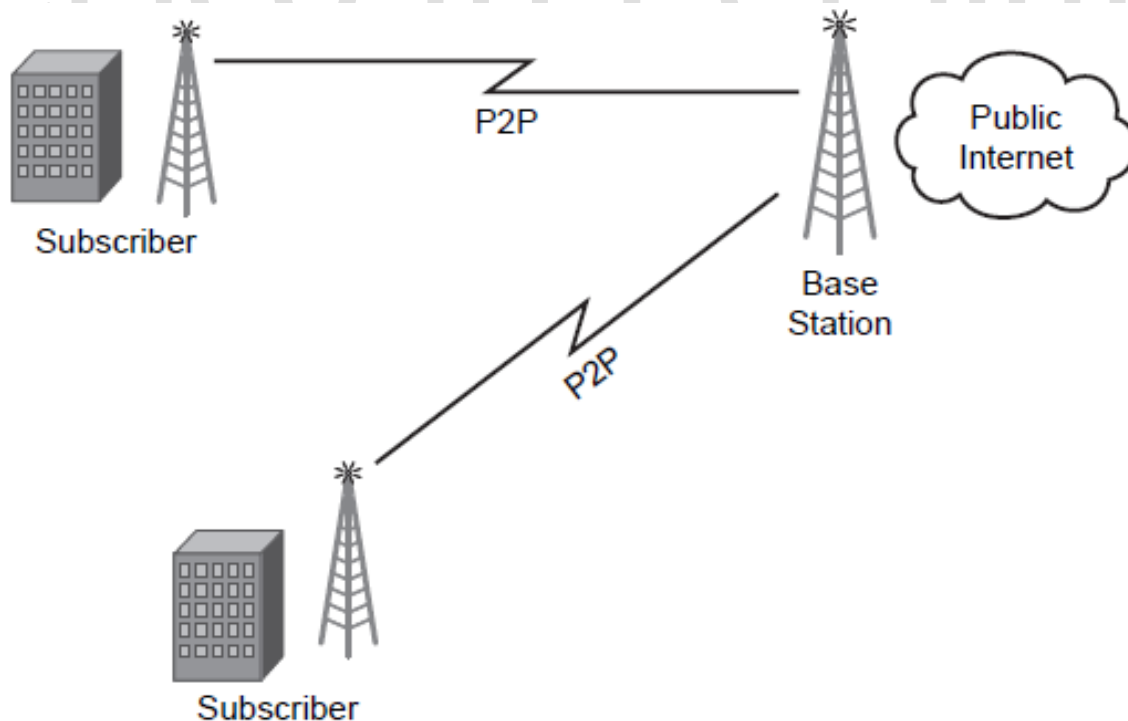 P2P
Public
Internet
Subscriber
Base
Station
P2P
Subscriber